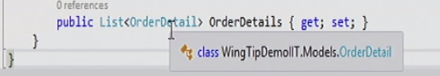 0 references
public List<OrderDetail> OrderDetails { get; set; }
}
class WingTipDemoIIT.Models.OrderDetail
}